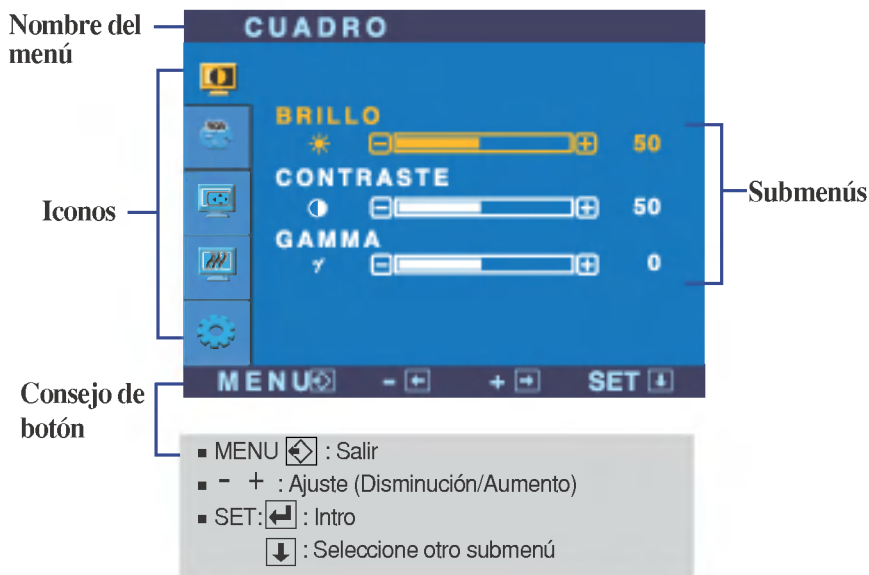 Nombre del menú
CUADRO
BRILLO
50
CONTRASTE
50
GAMMA
0
Iconos
Submenús
MENU - + SET
Consejo de botón
▪ MENU : Salir
▪ - + : Ajuste (Disminución/Aumento)
▪ SET: : Intro
: Seleccione otro submenú